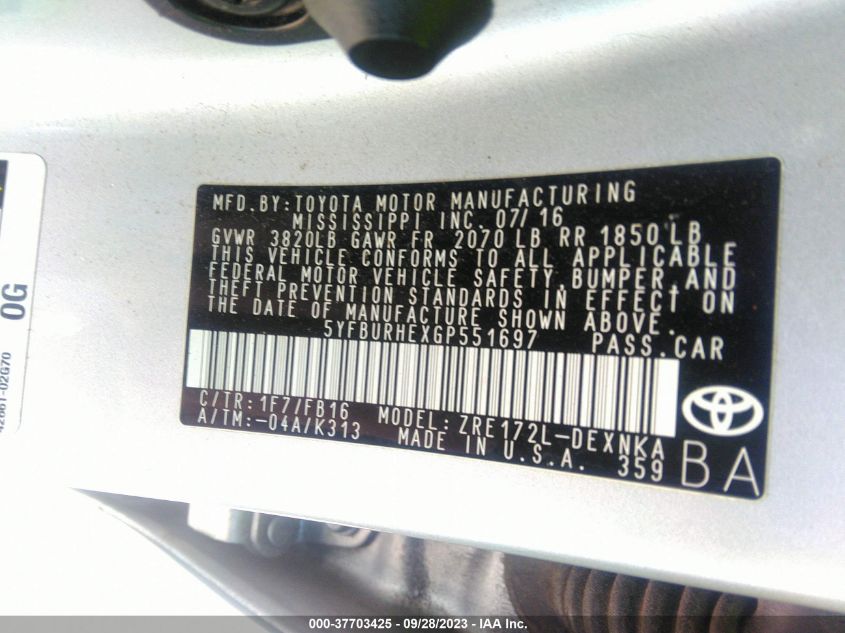 MFD.BY:TOYOTA MOTOR MANUFACTURING
MISSISSIPPI INC. 07/16
GVWR 3820LB GAWR FR 2070 LB RR 1850 LB
THIS VEHICLE CONFORMS TO ALL APPLICABLE
FEDERAL MOTOR VEHICLE SAFETY,BUMPER,AND
THEFT PREVENTION STANDARDS IN EFFECT ON
THE DATE OF MANUFACTURE SHOWN ABOVE.
5YFBURHEXGP551697 PASS.CAR
C/TR:1F7/FB16 MODEL:ZRE172L-DEXNKA
A/TM:-04A/K313 MADE IN U.S.A. 359
BA
0G
42661-02G70
000-37703425 - 09/28/2023 - IAA Inc.